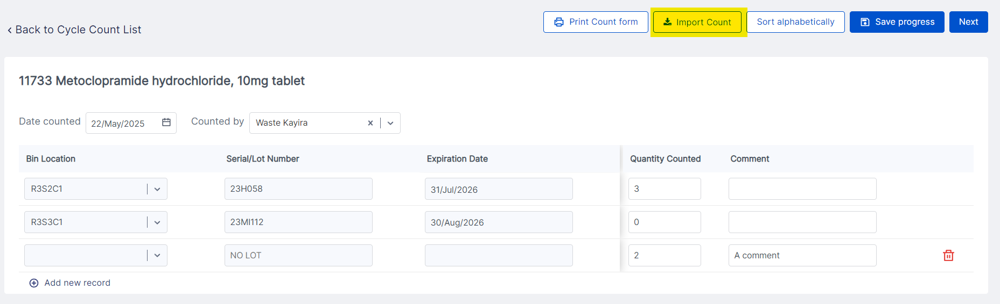 Back to Cycle Count List
Print Count form
Import Count
Sort alphabetically
Save progress
Next
11733 Metoclopramide hydrochloride, 10mg tablet
Date counted 22/May/2025 Counted by Waste Kayira
Bin Location Serial/Lot Number Expiration Date Quantity Counted Comment
R3S2C1 23H058 31/Jul/2026 3
R3S3C1 23MI112 30/Aug/2026 0
NO LOT 2 A comment
Add new record